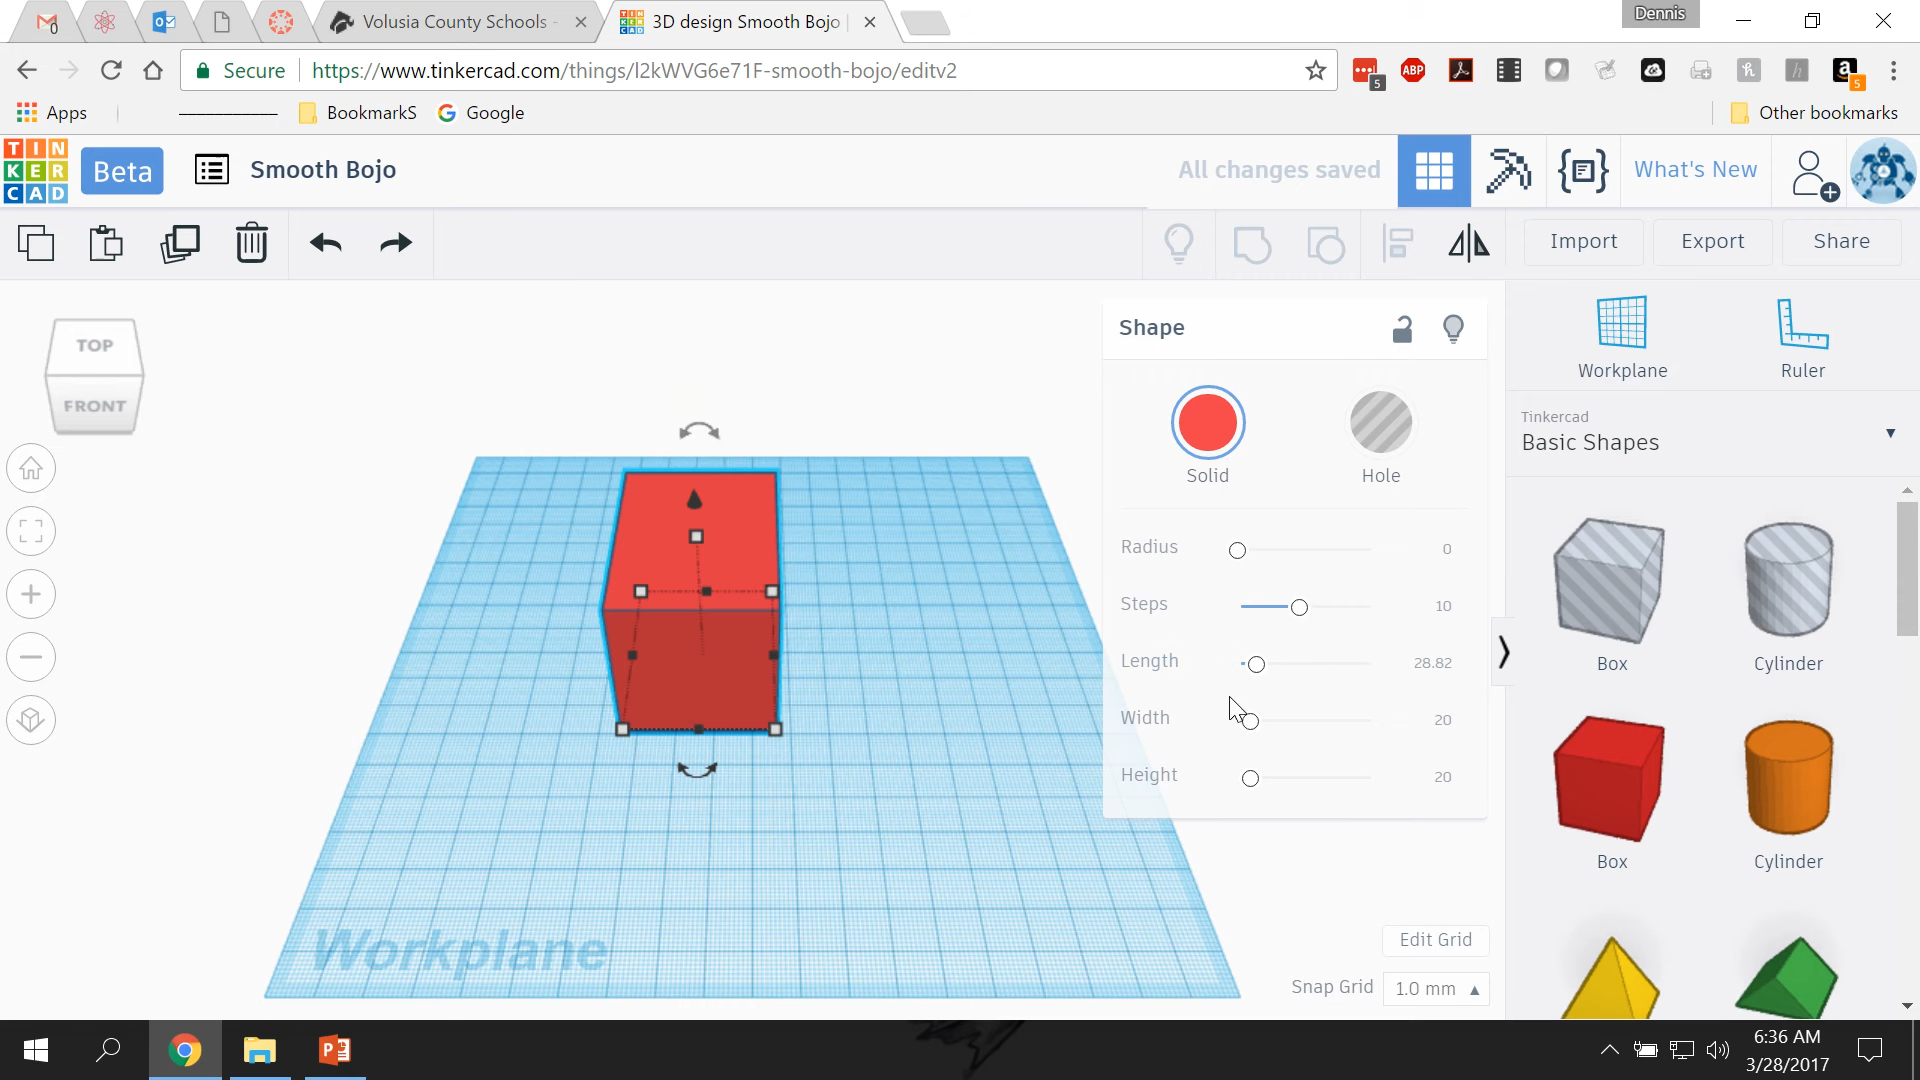 Volusia County Schools -
3D design Smooth Bojo
Dennis
Secure
https://www.tinkercad.com/things/l2kWVG6e71F-smooth-bojo/editv2
5
ABP
5
Apps
BookmarkS
Google
Other bookmarks
TIN
KER
CAD
Beta
Smooth Bojo
All changes saved
What's New
Import
Export
Share
TOP
FRONT
Shape
Solid
Hole
Radius
0
Steps
10
Length
28.82
Width
20
Height
20
Workplane
Ruler
Tinkercad
Basic Shapes
Box
Cylinder
Box
Cylinder
Workplane
Edit Grid
Snap Grid
1.0 mm
6:36 AM
3/28/2017